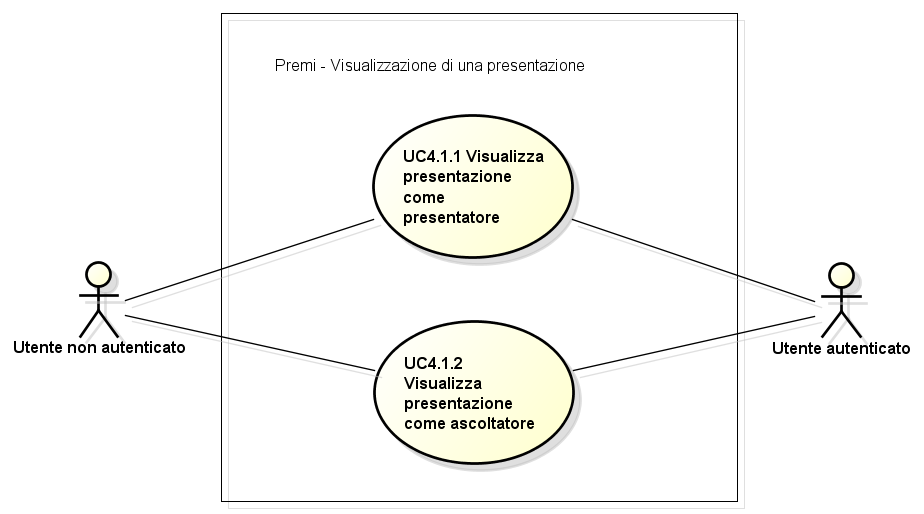 Premi - Visualizzazione di una presentazione
UC4.1.1 Visualizza
presentazione
come
presentatore
Utente non autenticato
Utente autenticato
UC4.1.2
Visualizza
presentazione
come ascoltatore